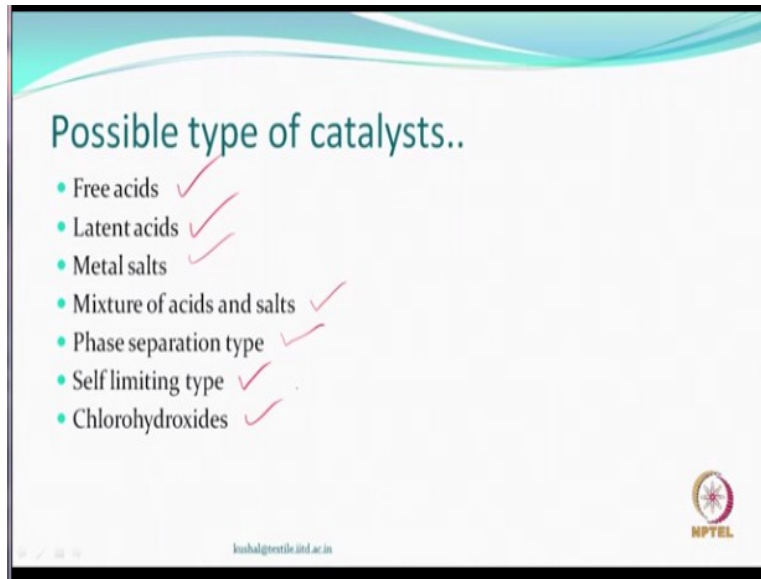 Possible type of catalysts..
• Free acids
• Latent acids
• Metal salts
• Mixture of acids and salts
• Phase separation type
• Self limiting type
• Chlorohydroxides
NPTEL
kushal@textile.iitd.ac.in